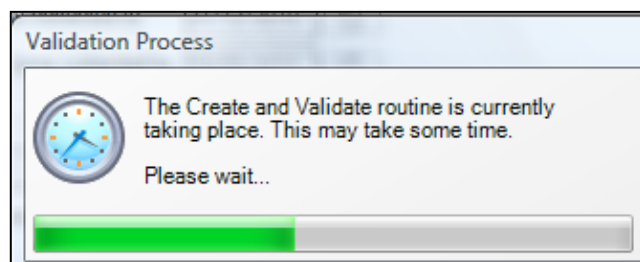 Validation Process
The Create and Validate routine is currently
taking place. This may take some time.
Please wait...